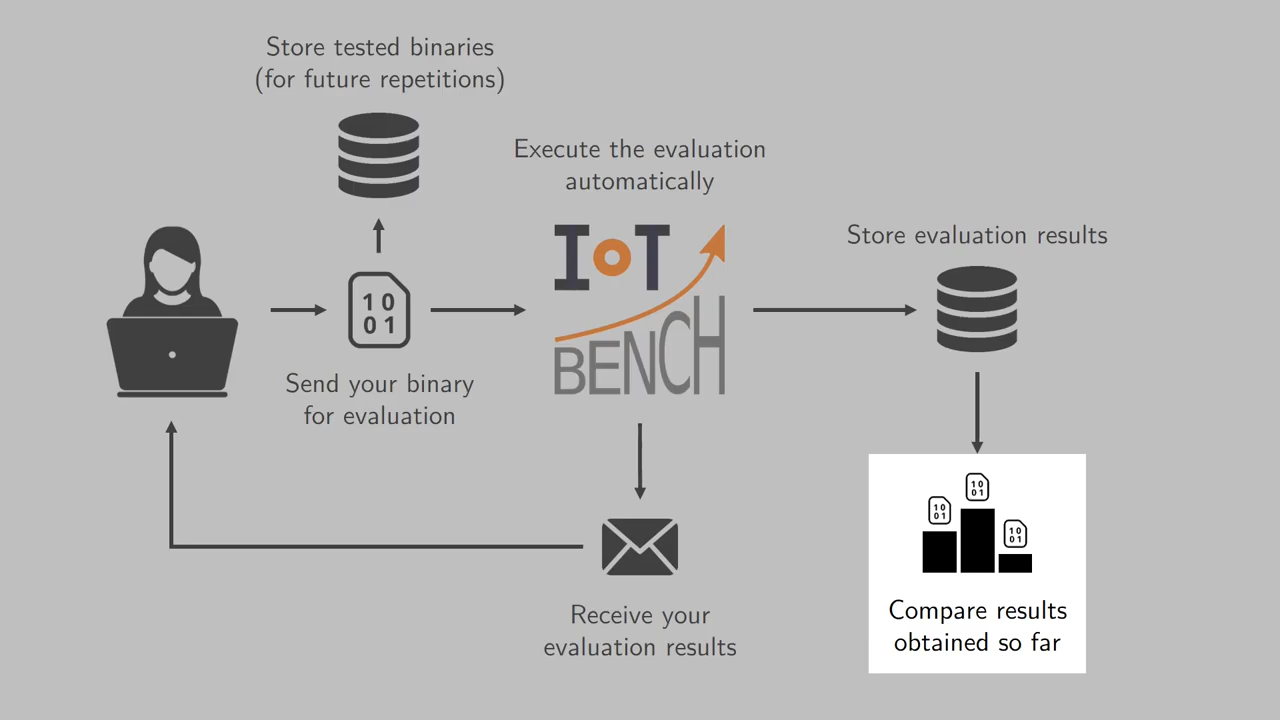 Store tested binaries
(for future repetitions)
Execute the evaluation
automatically
Store evaluation results
IoT
BENCH
10
01
Send your binary
for evaluation
Receive your
evaluation results
10
01
10
01
10
01
Compare results
obtained so far